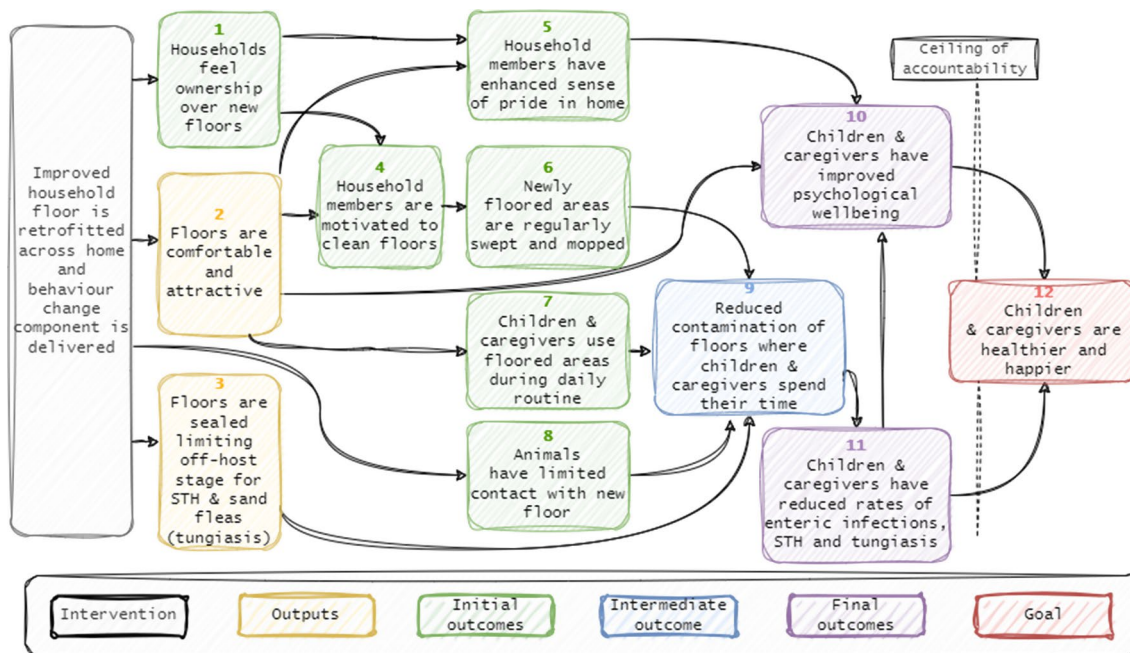 Improved
household
floor is
retrofitted
across home
and
behaviour
change
component is
delivered
1
Households
feel
ownership
over new
floors
2
Floors are
comfortable
and
attractive
3
Floors are
sealed
limiting
off-host
stage for
STH & sand
fleas
(tungiasis)
4
Household
members are
motivated to
clean floors
5
Household
members have
enhanced sense
of pride in home
6
Newly
floored areas
are regularly
swept and mopped
7
Children &
caregivers use
floored areas
during daily
routine
8
Animals
have limited
contact with new
floor
9
Reduced
contamination of
floors where
children &
caregivers spend
their time
10
Children &
caregivers have
improved
psychological
wellbeing
11
Children &
caregivers have
reduced rates of
enteric infections,
STH and tungiasis
Ceiling of
accountability
12
Children
& caregivers are
healthier and
happier
Intervention
Outputs
Initial
outcomes
Intermediate
outcome
Final
outcomes
Goal